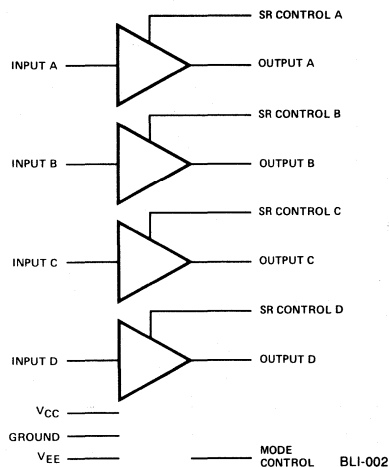 SR CONTROL A
INPUT A
OUTPUT A
SR CONTROL B
INPUT B
OUTPUT B
SR CONTROL C
INPUT C
OUTPUT C
SR CONTROL D
INPUT D
OUTPUT D
VCC
GROUND
VEE
MODE
CONTROL
BLI-002